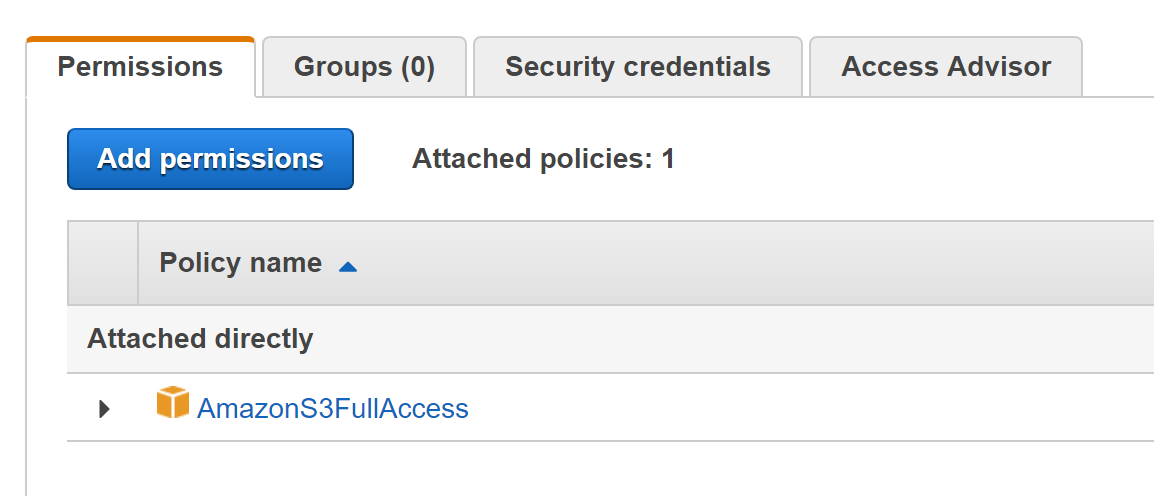 Permissions Groups (0) Security credentials Access Advisor
Add permissions Attached policies: 1
Policy name
Attached directly
AmazonS3FullAccess